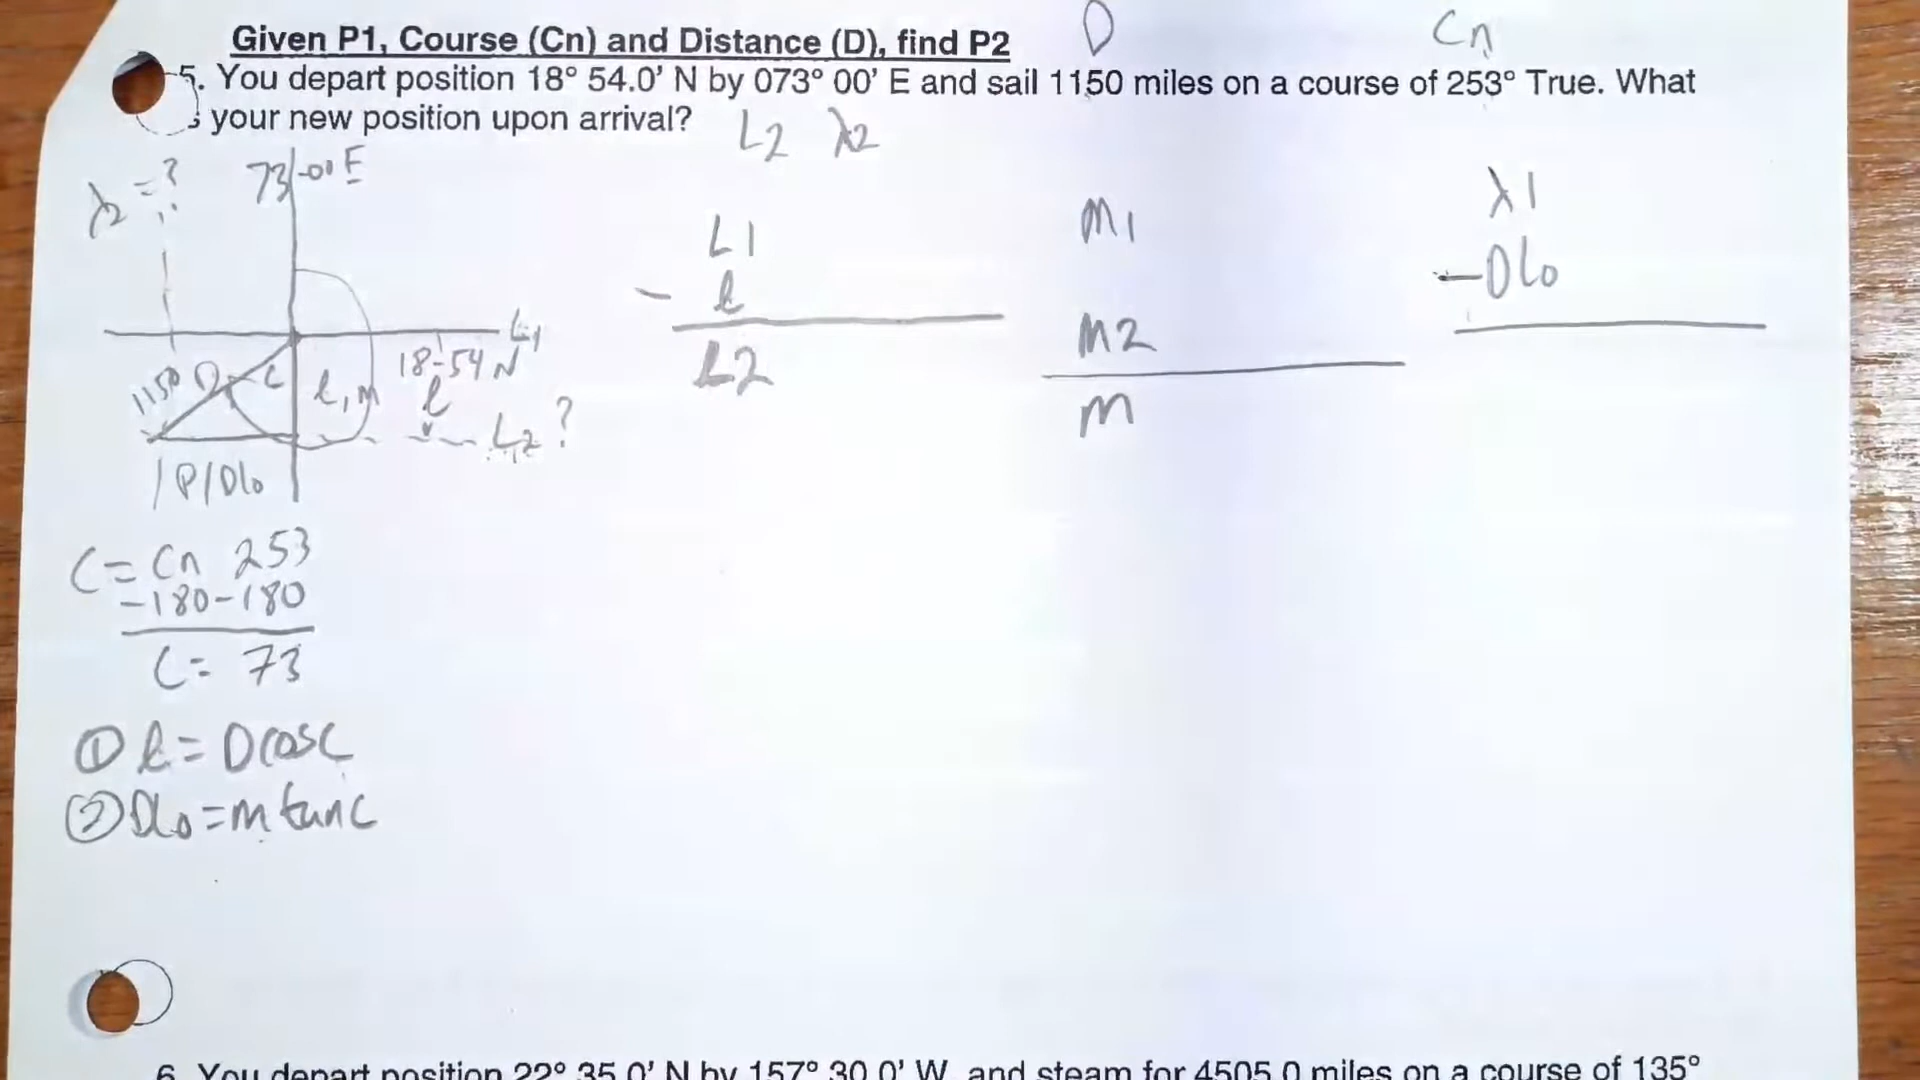 D
Cn
Given P1, Course (Cn) and Distance (D), find P2
5. You depart position 18° 54.0’ N by 073° 00’ E and sail 1150 miles on a course of 253° True. What
your new position upon arrival?
L2 λ2
λ2 = ?
73-00 E
L1
- l
L2
M1
M2
m
λ1
-Dlo
L1
18-54 N
1150 D
C
l, m
l
L2 ?
P/Dlo
C= Cn 253
-180-180
C= 73
① l = D cos C
② Dlo = m tan C
6. You depart position 22° 35.0’ N by 157° 30.0’ W, and steam for 4505.0 miles on a course of 135°